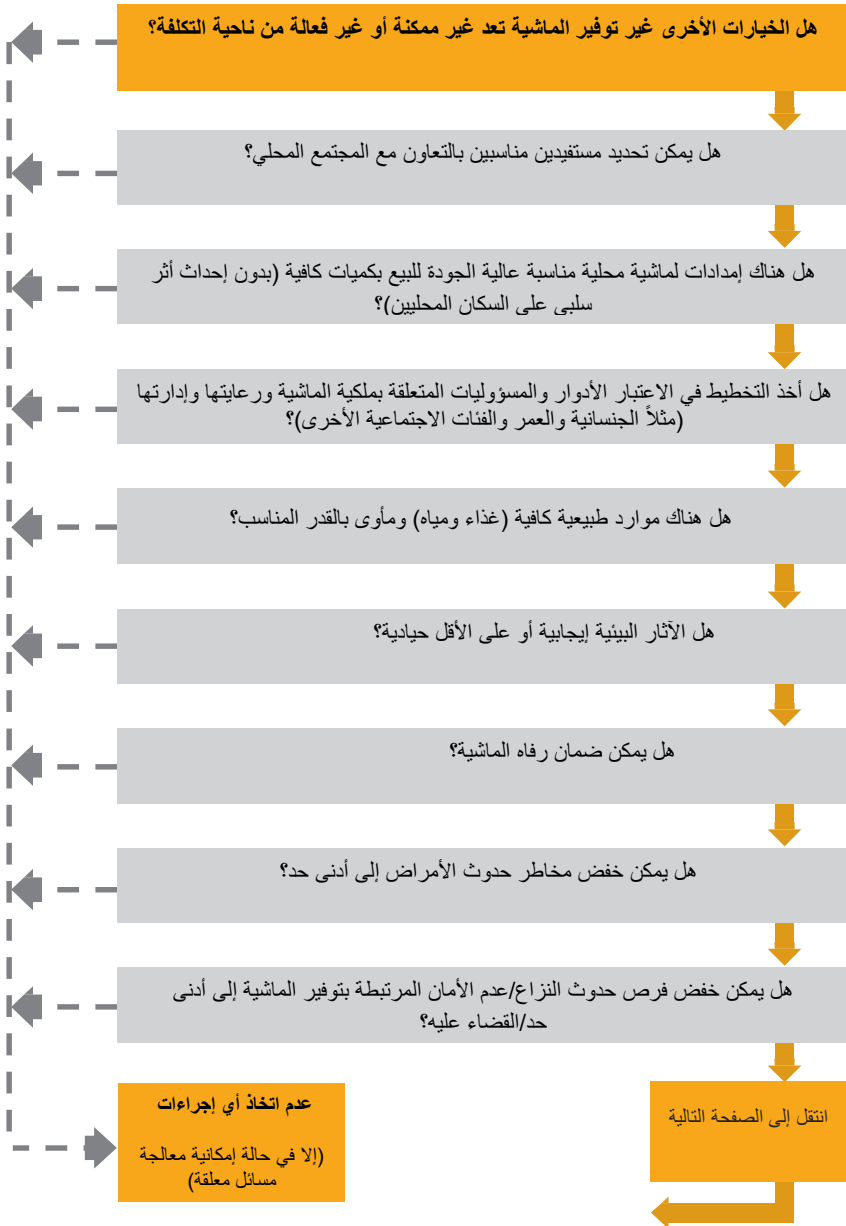 هل الخيارات الأخرى غير توفير الماشية تعد غير ممكنة أو غير فعالة من ناحية التكلفة؟
هل يمكن تحديد مستفيدين مناسبين بالتعاون مع المجتمع المحلي؟
هل هناك إمدادات لماشية محلية مناسبة عالية الجودة للبيع بكميات كافية (بدون إحداث أثر
سلبي على السكان المحليين)؟
هل أخذ التخطيط في الاعتبار الأدوار والمسؤوليات المتعلقة بملكية الماشية ورعايتها وإدارتها
(مثلاً الجنسانية والعمر والفئات الاجتماعية الأخرى)؟
هل هناك موارد طبيعية كافية (غذاء ومياه) ومأوى بالقدر المناسب؟
هل الآثار البيئية إيجابية أو على الأقل حيادية؟
هل يمكن ضمان رفاه الماشية؟
هل يمكن خفض مخاطر حدوث الأمراض إلى أدنى حد؟
هل يمكن خفض فرص حدوث النزاع/عدم الأمان المرتبطة بتوفير الماشية إلى أدنى
حد/القضاء عليه؟
انتقل إلى الصفحة التالية
عدم اتخاذ أي إجراءات
(إلا في حالة إمكانية معالجة
مسائل معلقة)